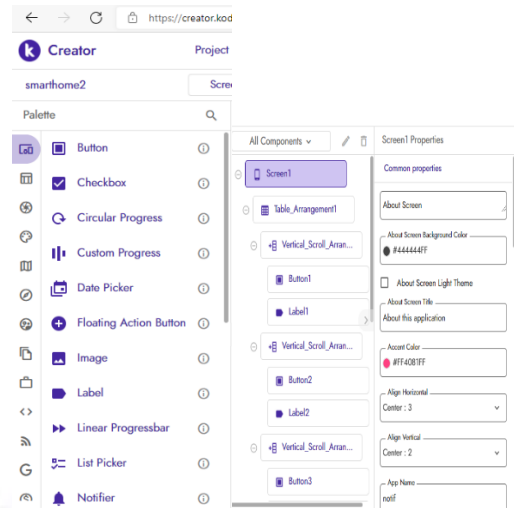 https://creator.kod
Creator
Project
smarthome2
Scree
Palette
Button
Checkbox
Circular Progress
Custom Progress
Date Picker
Floating Action Button
Image
Label
Linear Progressbar
List Picker
Notifier
All Components
Screen1
Table_Arrangement1
Vertical_Scroll_Arran...
Button1
Label1
Vertical_Scroll_Arran...
Button2
Label2
Vertical_Scroll_Arran...
Button3
Screen1 Properties
Common properties
About Screen
About Screen Background Color
#444444FF
About Screen Light Theme
About Screen Title
About this application
Accent Color
#FF4081FF
Align Horizontal
Center : 3
Align Vertical
Center : 2
App Name
notif